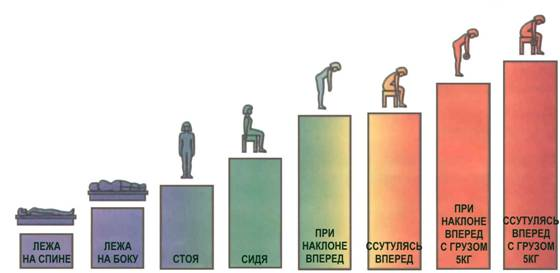 ЛЕЖА
НА СПИНЕ
ЛЕЖА
НА БОКУ
СТОЯ
СИДЯ
ПРИ
НАКЛОНЕ
ВПЕРЕД
ССУТУЛЯСЬ
ВПЕРЕД
ПРИ
НАКЛОНЕ
ВПЕРЕД
С ГРУЗОМ
5КГ
ССУТУЛЯСЬ
ВПЕРЕД
С ГРУЗОМ
5КГ